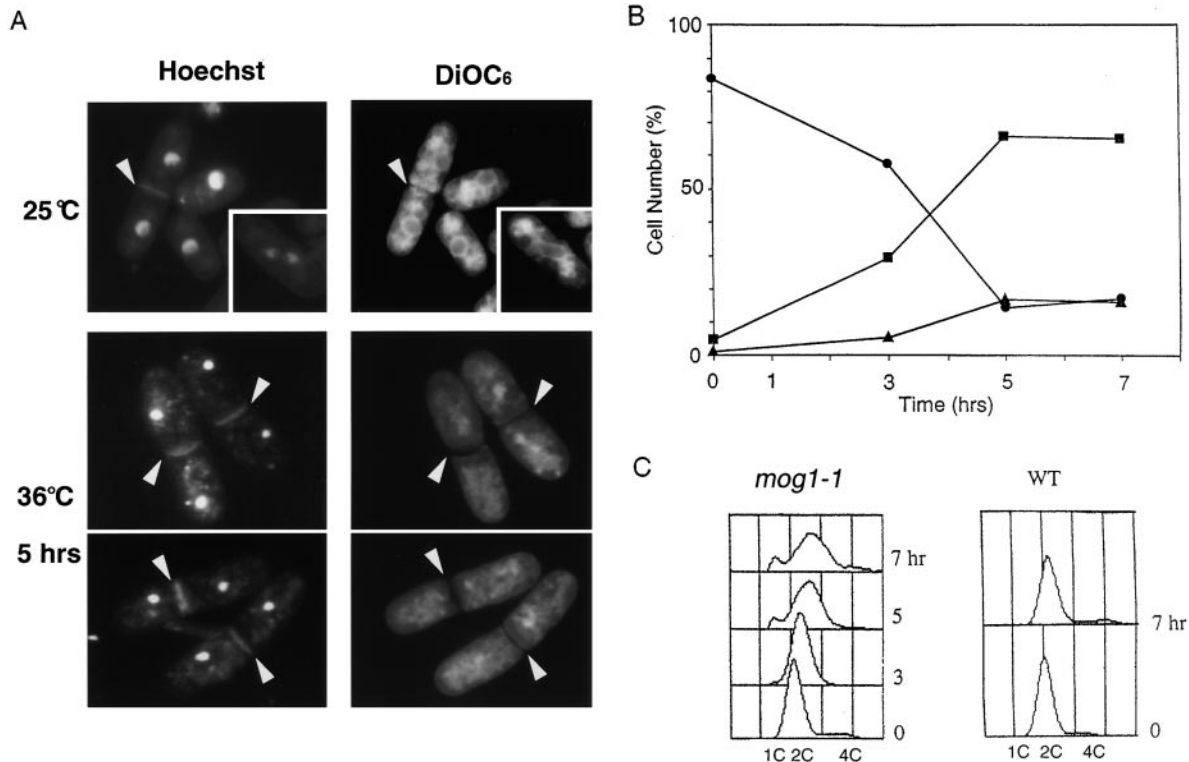 A
Hoechst
DiOC6
25°C
36°C
5 hrs
B
100
50
0
Cell Number (%)
0 1 3 5 7
Time (hrs)
C
mog1-1
WT
7 hr
5
3
0
1C 2C 4C
7 hr
0
1C 2C 4C